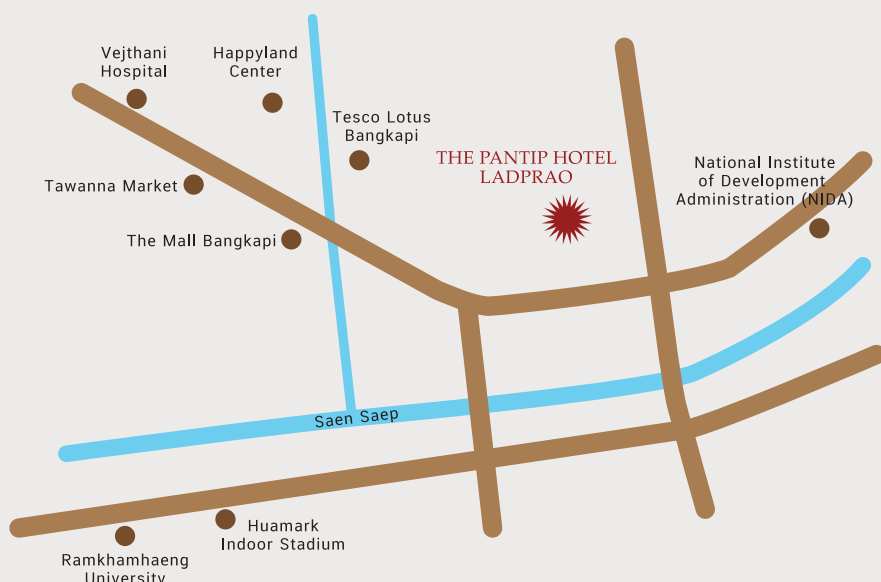 Vejthani
Hospital
Happyland
Center
Tesco Lotus
Bangkapi
THE PANTIP HOTEL
LADPRAO
National Institute
of Development
Administration (NIDA)
Tawanna Market
The Mall Bangkapi
Saen Saep
Huamark
Indoor Stadium
Ramkhamhaeng
University